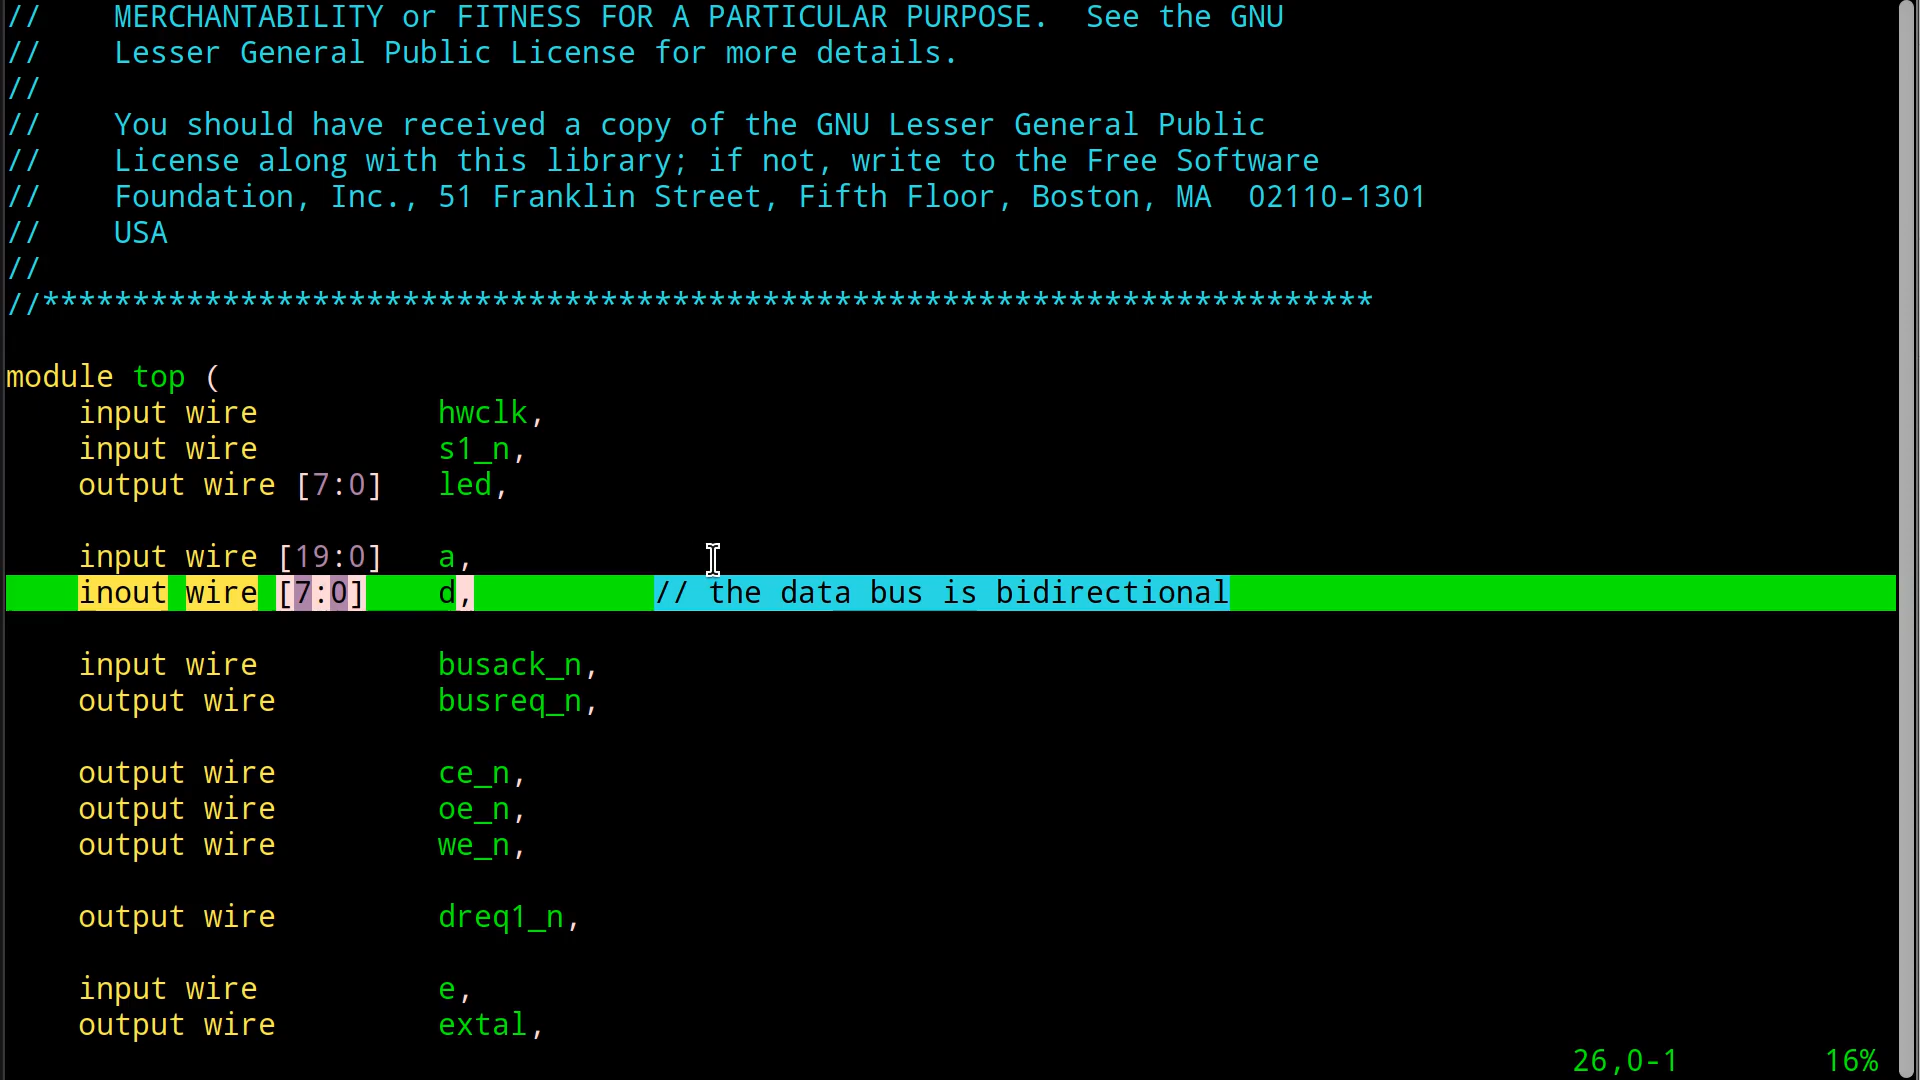 //    MERCHANTABILITY or FITNESS FOR A PARTICULAR PURPOSE.  See the GNU
//    Lesser General Public License for more details.
//
//    You should have received a copy of the GNU Lesser General Public
//    License along with this library; if not, write to the Free Software
//    Foundation, Inc., 51 Franklin Street, Fifth Floor, Boston, MA  02110-1301
//    USA
//
//**************************************************************************
module top (
    input wire          hwclk,
    input wire          s1_n,
    output wire [7:0]   led,
    input wire [19:0]   a,
    inout wire [7:0]    d,          // the data bus is bidirectional
    input wire          busack_n,
    output wire         busreq_n,
    output wire         ce_n,
    output wire         oe_n,
    output wire         we_n,
    output wire         dreq1_n,
    input wire          e,
    output wire         extal,
26,0-1        16%